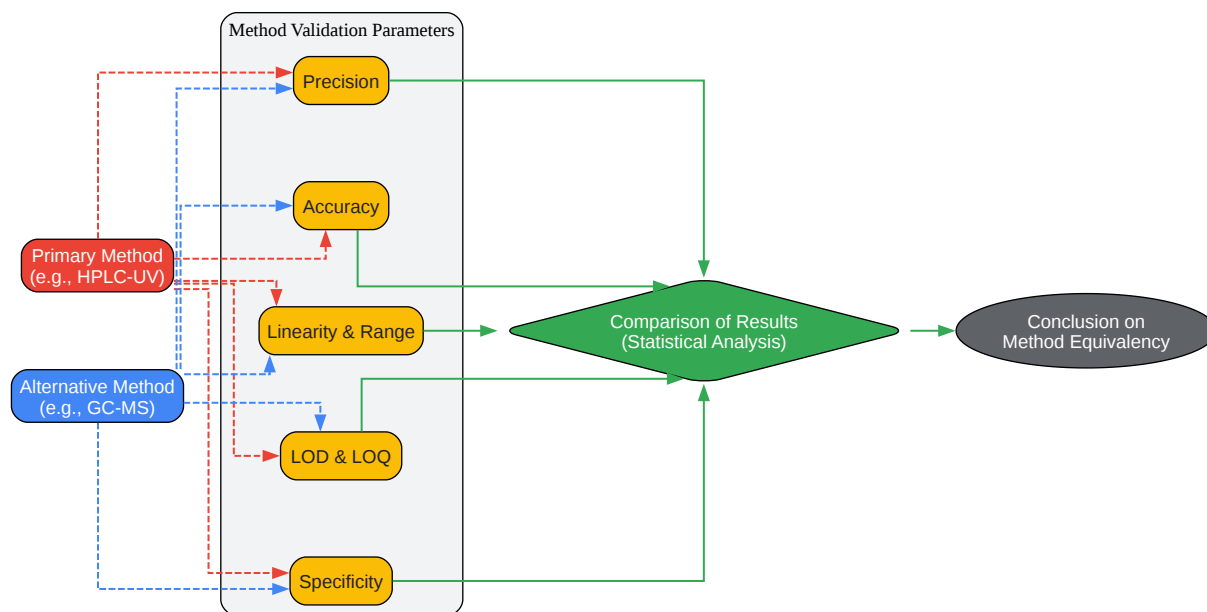 Method Validation Parameters
Precision
Accuracy
Primary Method
(e.g., HPLC-UV)
Linearity & Range
Comparison of Results
(Statistical Analysis)
Conclusion on
Method Equivalency
Alternative Method
(e.g., GC-MS)
LOD & LOQ
Specificity